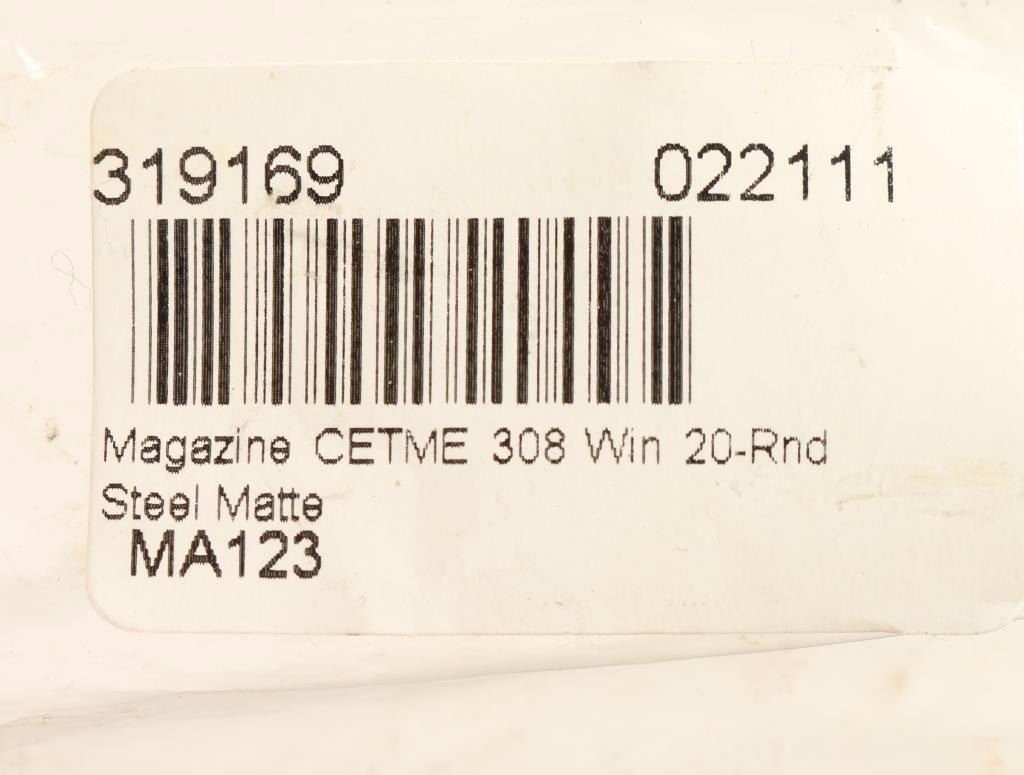 319169 022111
Magazine CETME 308 Win 20-Rnd
Steel Matte
MA123